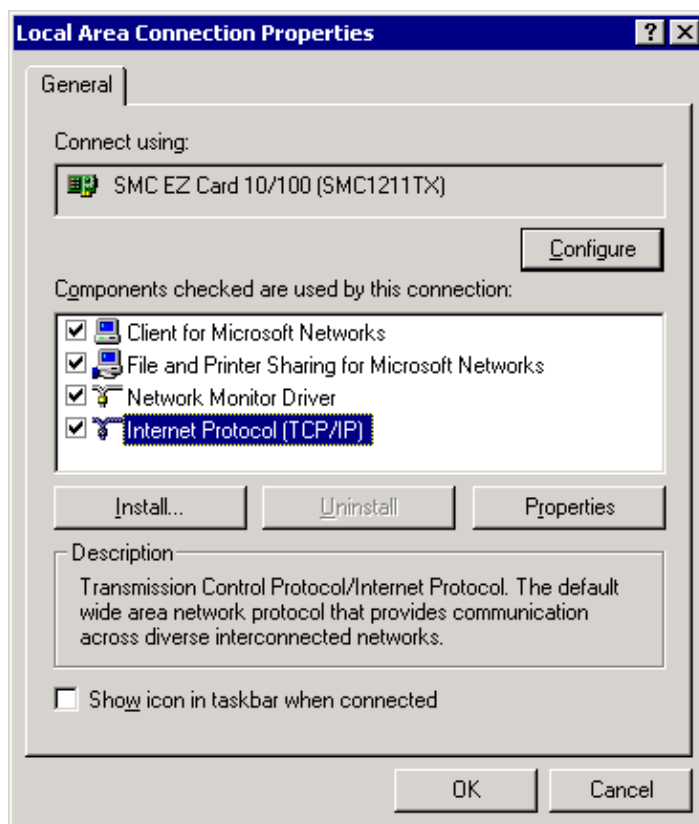 Local Area Connection Properties
General
Connect using:
SMC EZ Card 10/100 (SMC1211TX)
Configure
Components checked are used by this connection:
Client for Microsoft Networks
File and Printer Sharing for Microsoft Networks
Network Monitor Driver
Internet Protocol (TCP/IP)
Install... Uninstall Properties
Description
Transmission Control Protocol/Internet Protocol. The default
wide area network protocol that provides communication
across diverse interconnected networks.
Show icon in taskbar when connected
OK Cancel